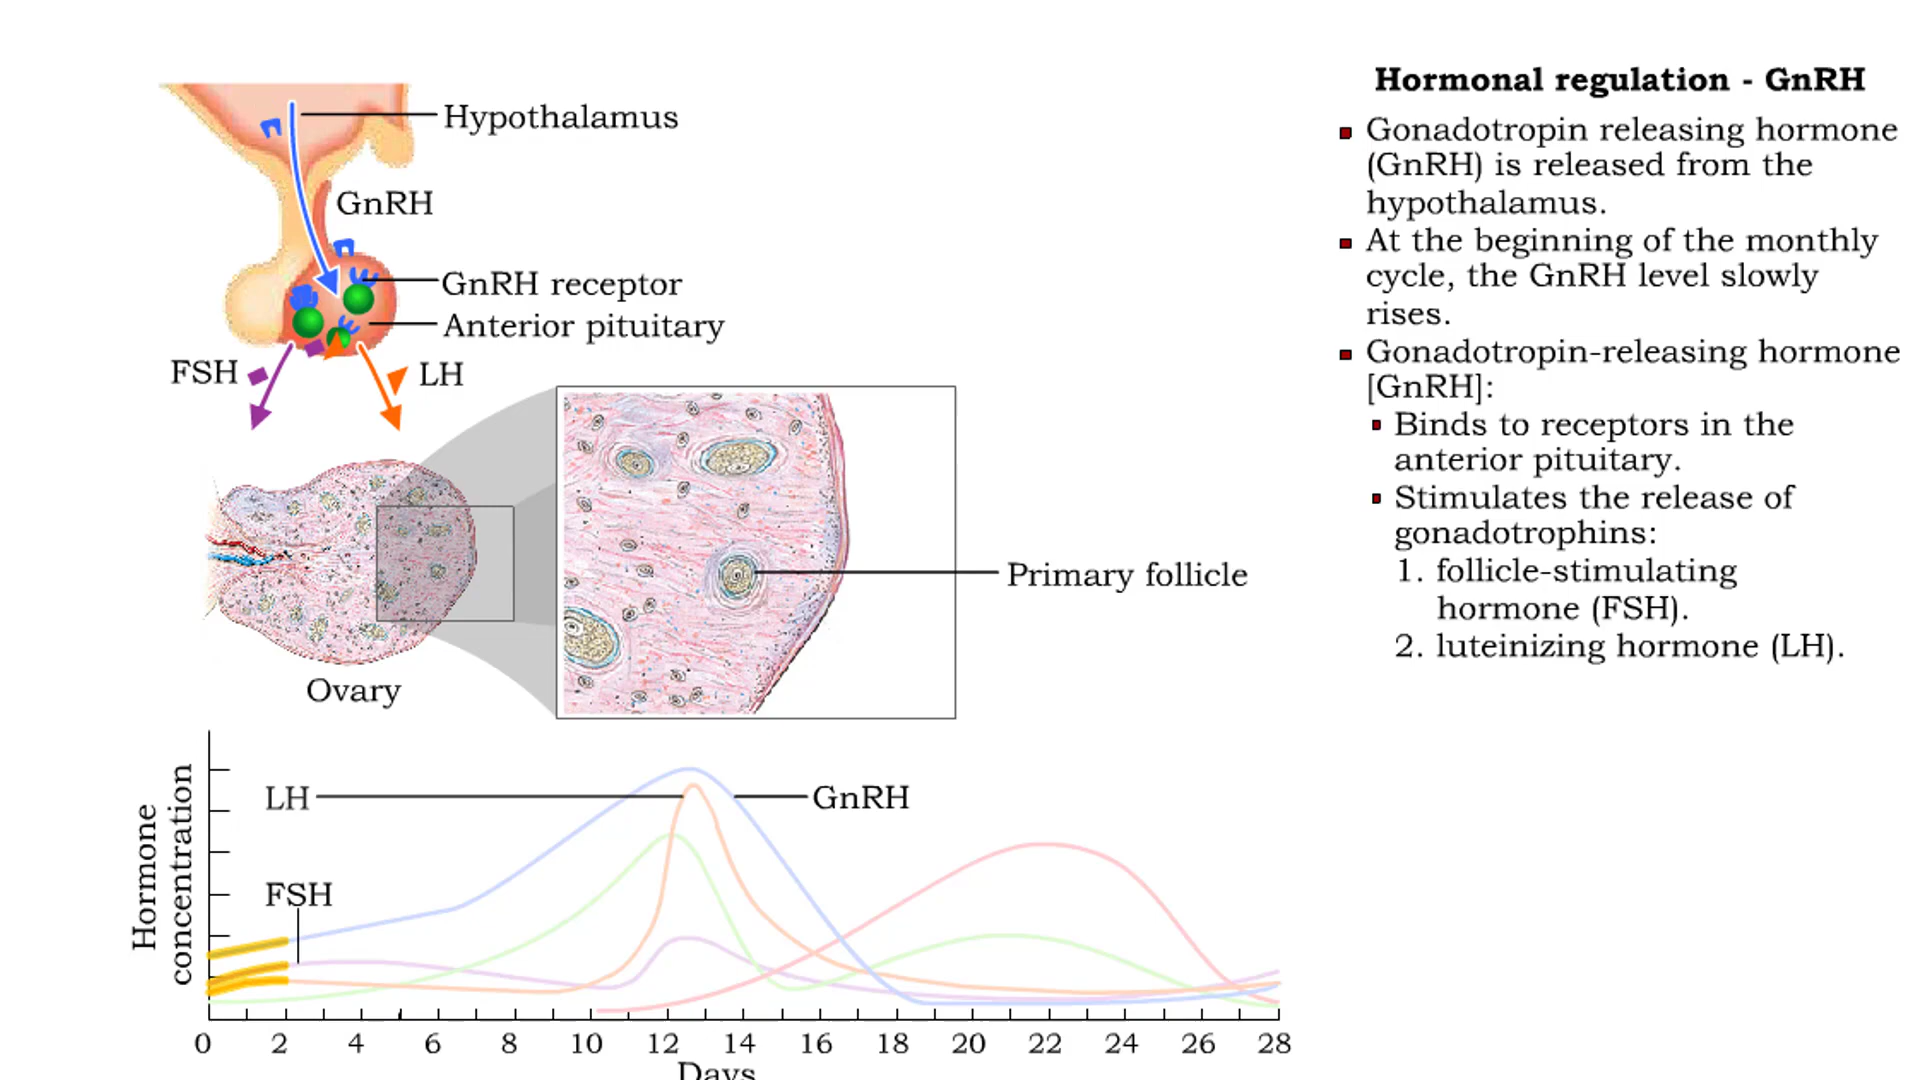 Hormonal regulation - GnRH
Hypothalamus
GnRH
GnRH receptor
Anterior pituitary
FSH
LH
Ovary
Primary follicle
Gonadotropin releasing hormone
(GnRH) is released from the
hypothalamus.
At the beginning of the monthly
cycle, the GnRH level slowly
rises.
Gonadotropin-releasing hormone
[GnRH]:
Binds to receptors in the
anterior pituitary.
Stimulates the release of
gonadotrophins:
1. follicle-stimulating
hormone (FSH).
2. luteinizing hormone (LH).
Hormone
concentration
LH
GnRH
FSH
0 2 4 6 8 10 12 14 16 18 20 22 24 26 28
Days